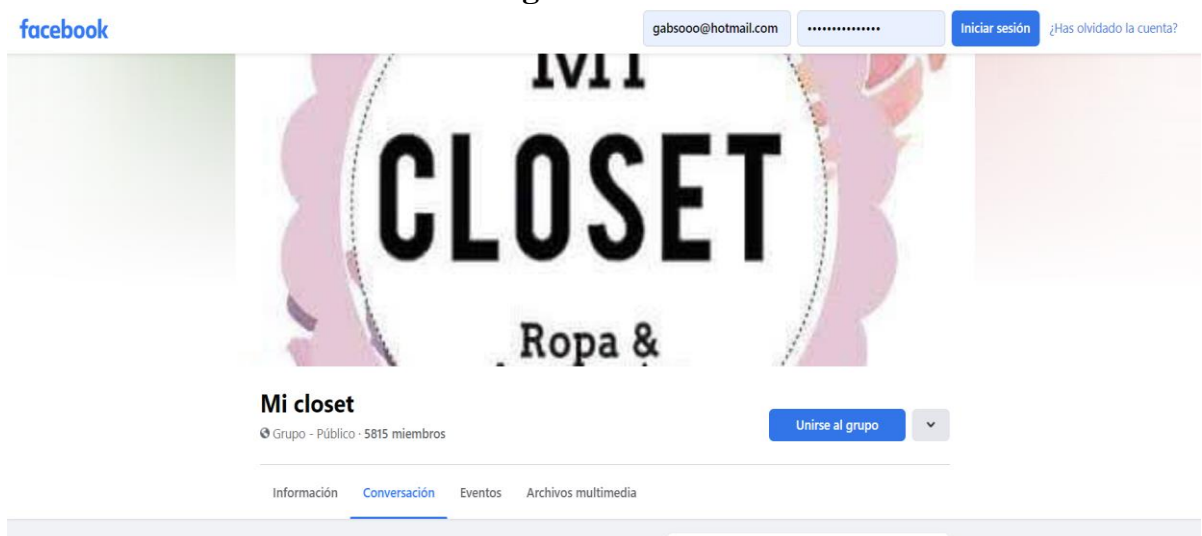 facebook
gabsooo@hotmail.com
•••••••••••••••
Iniciar sesión
¿Has olvidado la cuenta?
MI
CLOSET
Ropa &
Mi closet
Grupo - Público · 5815 miembros
Unirse al grupo
Información Conversación Eventos Archivos multimedia